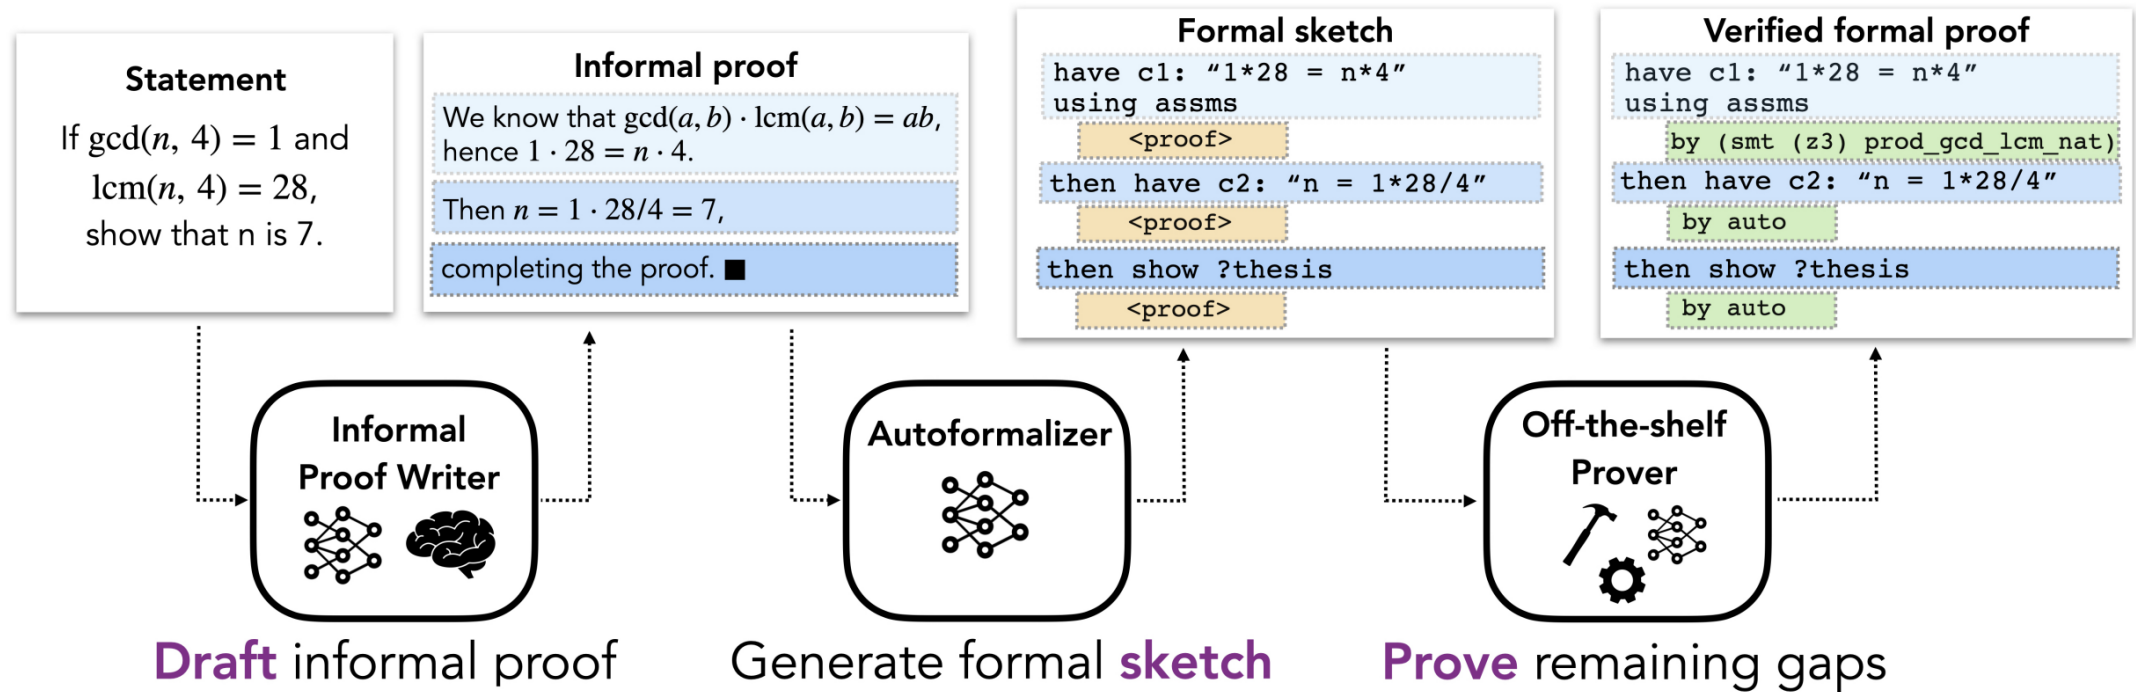 Statement
If gcd(n, 4) = 1 and
lcm(n, 4) = 28,
show that n is 7.
Informal proof
We know that gcd(a, b) · lcm(a, b) = ab,
hence 1 · 28 = n · 4.
Then n = 1 · 28/4 = 7,
completing the proof. ■
Formal sketch
have c1: “1*28 = n*4”
using assms
<proof>
then have c2: “n = 1*28/4”
<proof>
then show ?thesis
<proof>
Verified formal proof
have c1: “1*28 = n*4”
using assms
by (smt (z3) prod_gcd_lcm_nat)
then have c2: “n = 1*28/4”
by auto
then show ?thesis
by auto
Informal
Proof Writer
Autoformalizer
Off-the-shelf
Prover
Draft informal proof
Generate formal sketch
Prove remaining gaps